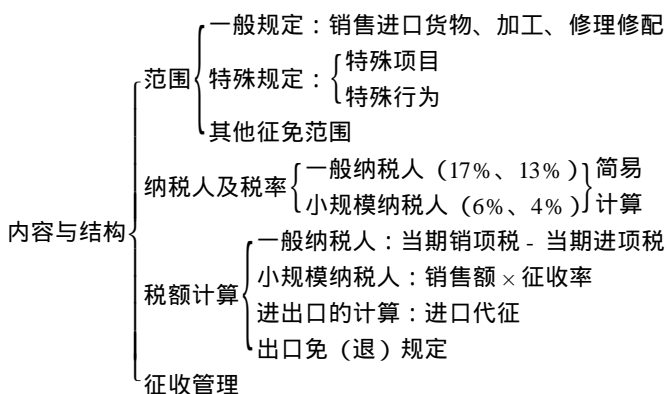 内容与结构
范围
一般规定：销售进口货物、加工、修理修配
特殊规定：
特殊项目
特殊行为
其他征免范围
纳税人及税率
一般纳税人（17%、13%）
小规模纳税人（6%、4%）
简易
计算
税额计算
一般纳税人：当期销项税 - 当期进项税
小规模纳税人：销售额×征收率
进出口的计算：进口代征
出口免（退）规定
征收管理